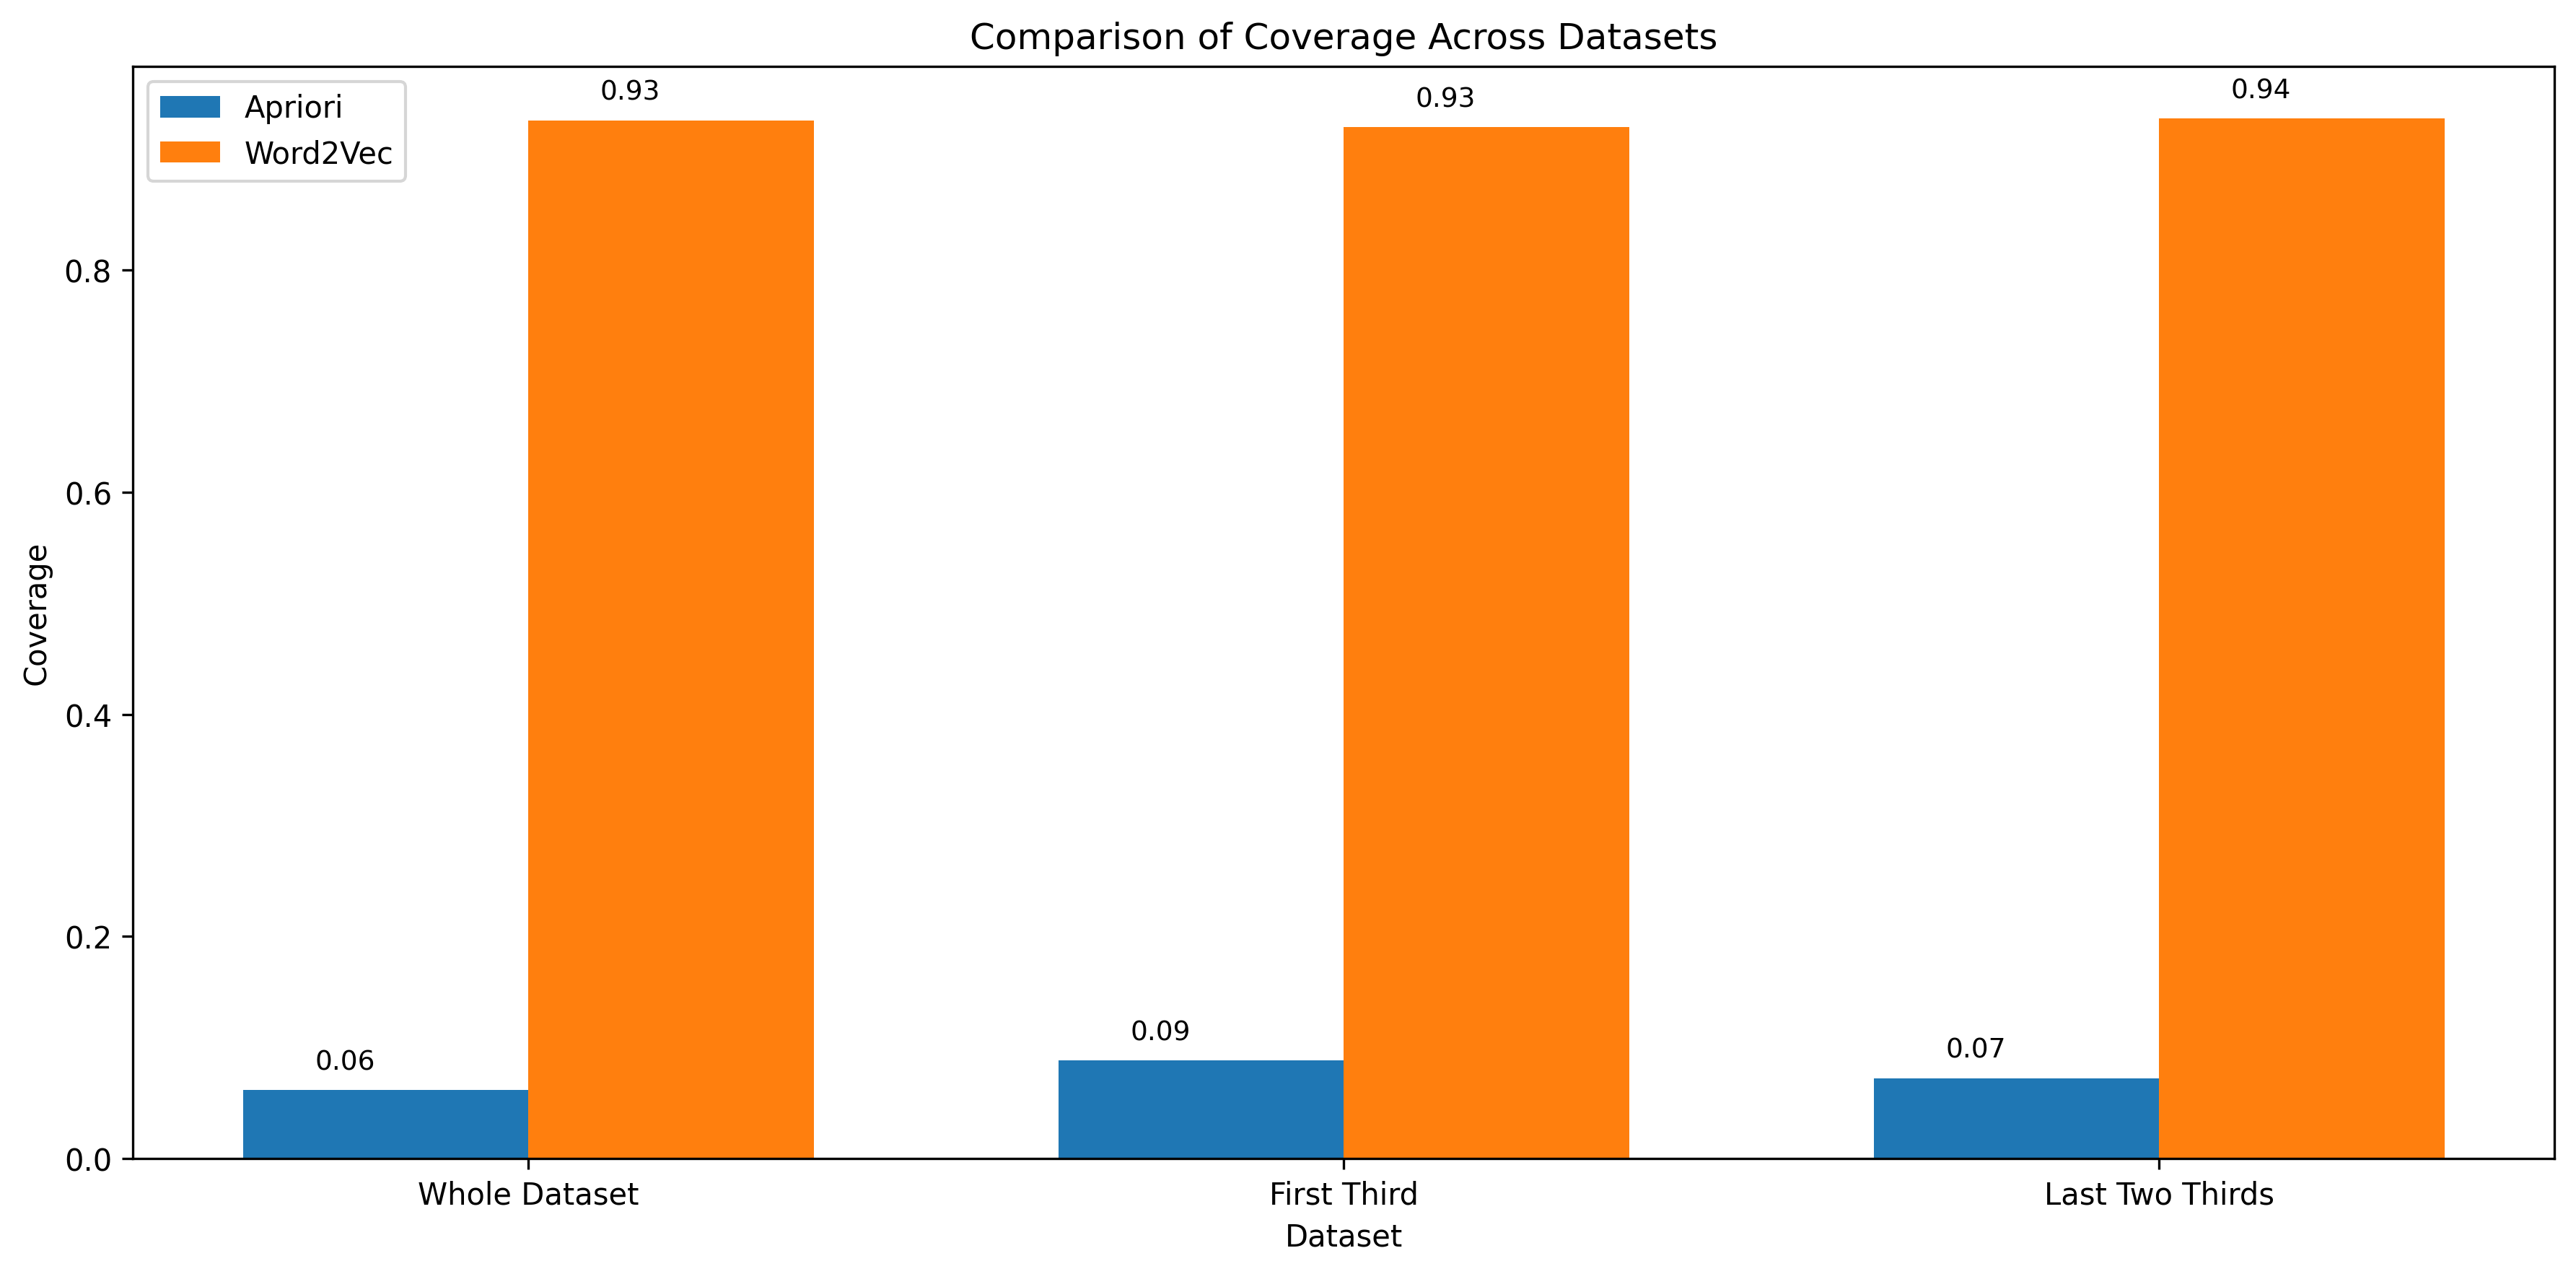 Comparison of Coverage Across Datasets
Apriori
Word2Vec
0.93
0.93
0.94
0.06
0.09
0.07
Coverage
0.8
0.6
0.4
0.2
0.0
Whole Dataset
First Third
Last Two Thirds
Dataset